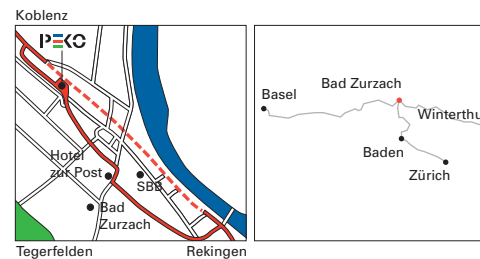 Koblenz
PEKO
Hotel
zur Post
SBB
Bad
Zurzach
Tegerfelden
Rekingen
Basel
Bad Zurzach
Winterthu
Baden
Zürich